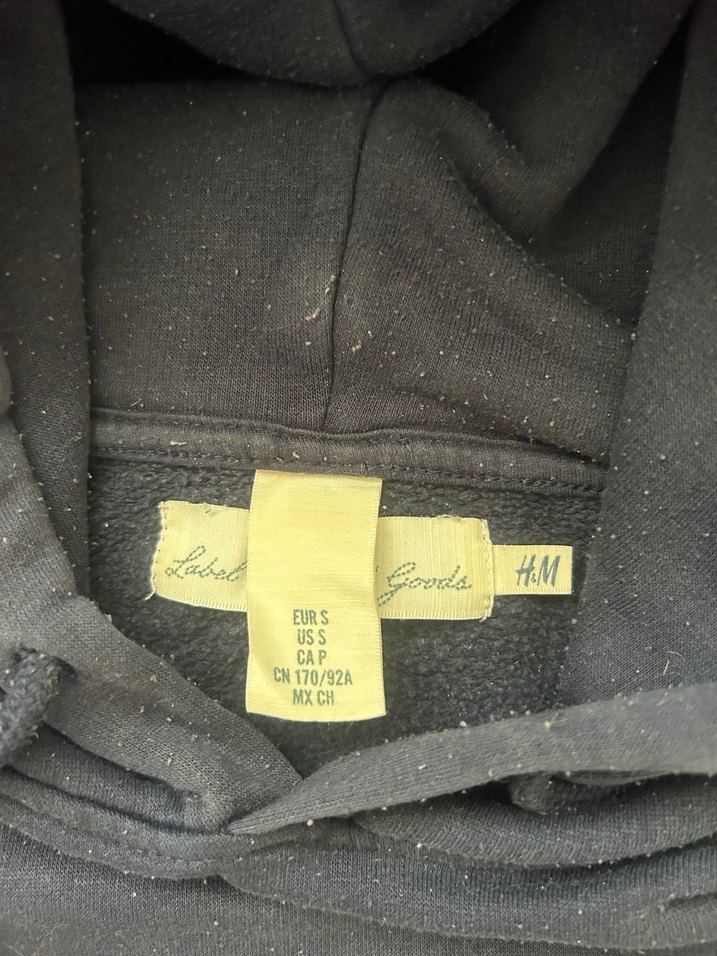 Label Goods
H&M
EUR S
US S
CA P
CN 170/92A
MX CH